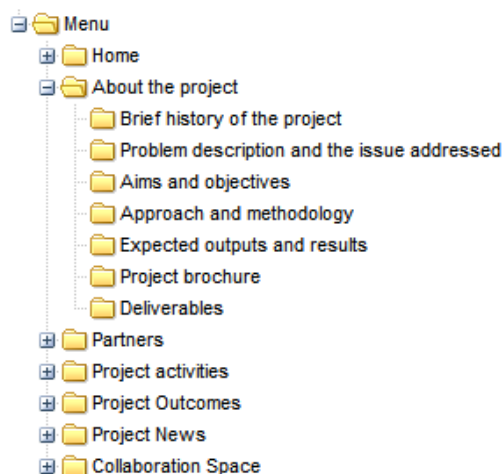 Menu
Home
About the project
Brief history of the project
Problem description and the issue addressed
Aims and objectives
Approach and methodology
Expected outputs and results
Project brochure
Deliverables
Partners
Project activities
Project Outcomes
Project News
Collaboration Space